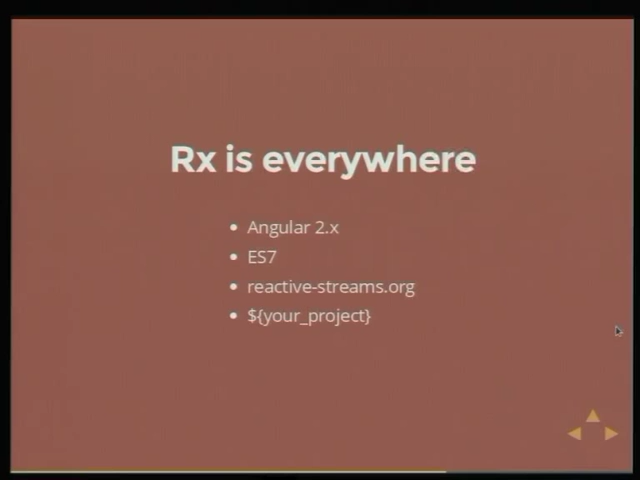 Rx is everywhere
Angular 2.x
ES7
reactive-streams.org
${your_project}